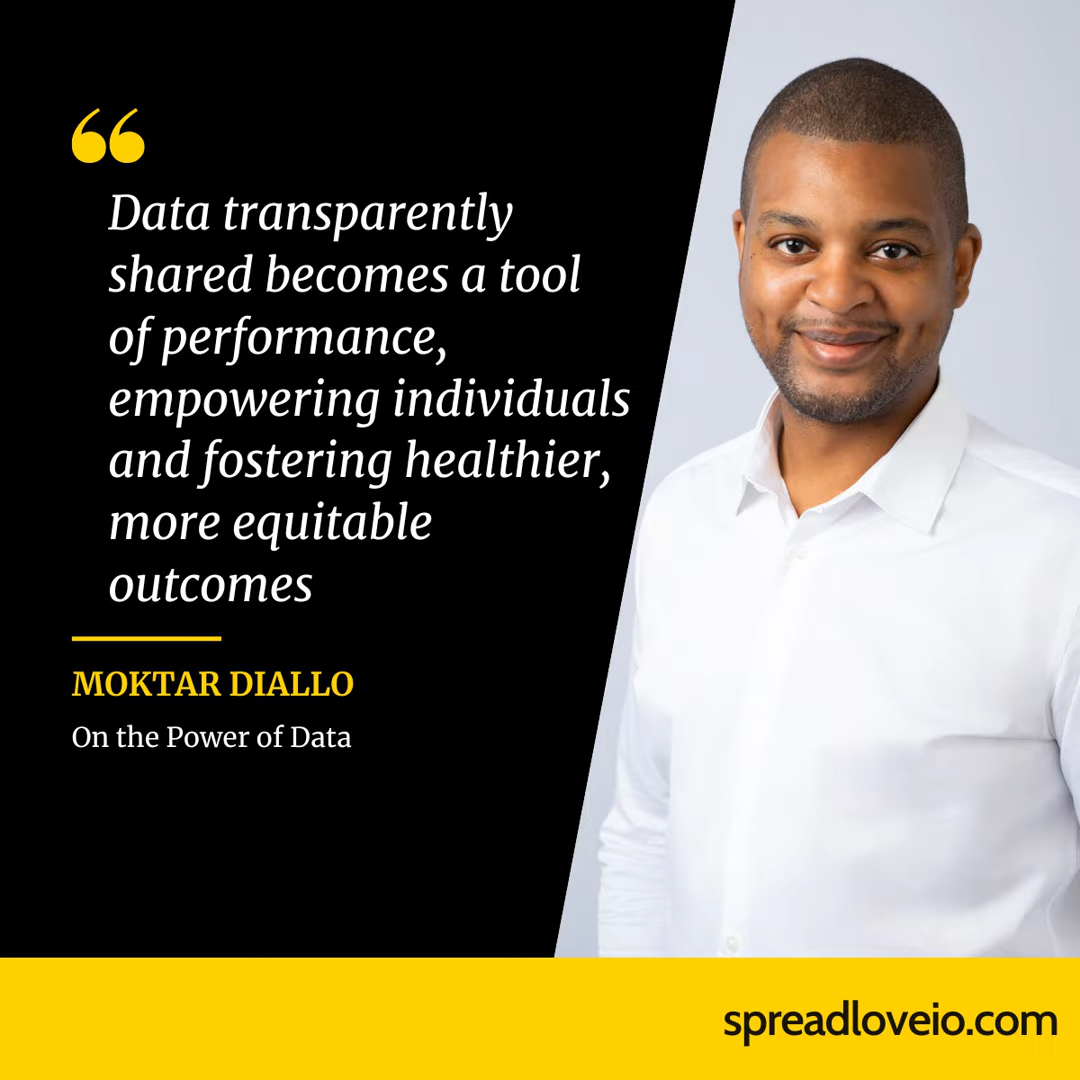 “
Data transparently
shared becomes a tool
of performance,
empowering individuals
and fostering healthier,
more equitable
outcomes
MOKTAR DIALLO
On the Power of Data
spreadloveio.com